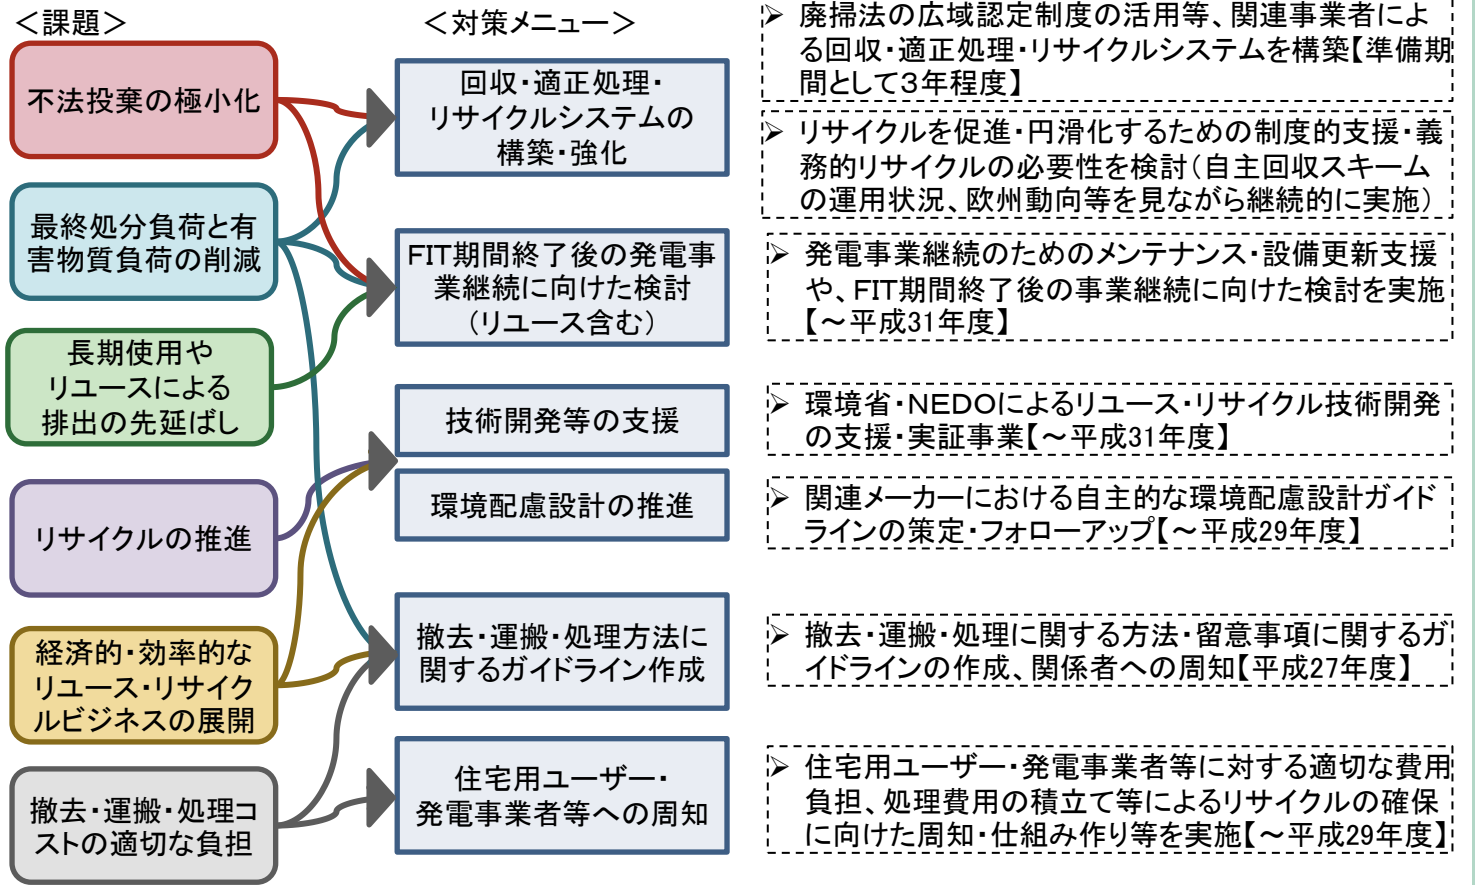 ＜課題＞
不法投棄の極小化
最終処分負荷と有
害物質負荷の削減
長期使用や
リユースによる
排出の先延ばし
リサイクルの推進
経済的・効率的な
リユース・リサイク
ルビジネスの展開
撤去・運搬・処理コ
ストの適切な負担
＜対策メニュー＞
回収・適正処理・
リサイクルシステムの
構築・強化
FIT期間終了後の発電事
業継続に向けた検討
（リユース含む）
技術開発等の支援
環境配慮設計の推進
撤去・運搬・処理方法に
関するガイドライン作成
住宅用ユーザー・
発電事業者等への周知
➢ 廃掃法の広域認定制度の活用等、関連事業者によ
る回収・適正処理・リサイクルシステムを構築【準備期
間として３年程度】
➢ リサイクルを促進・円滑化するための制度的支援・義
務的リサイクルの必要性を検討（自主回収スキーム
の運用状況、欧州動向等を見ながら継続的に実施）
➢ 発電事業継続のためのメンテナンス・設備更新支援
や、FIT期間終了後の事業継続に向けた検討を実施
【～平成31年度】
➢ 環境省・NEDOによるリユース・リサイクル技術開発
の支援・実証事業【～平成31年度】
➢ 関連メーカーにおける自主的な環境配慮設計ガイド
ラインの策定・フォローアップ【～平成29年度】
➢ 撤去・運搬・処理に関する方法・留意事項に関するガ
イドラインの作成、関係者への周知【平成27年度】
➢ 住宅用ユーザー・発電事業者等に対する適切な費用
負担、処理費用の積立て等によるリサイクルの確保
に向けた周知・仕組み作り等を実施【～平成29年度】